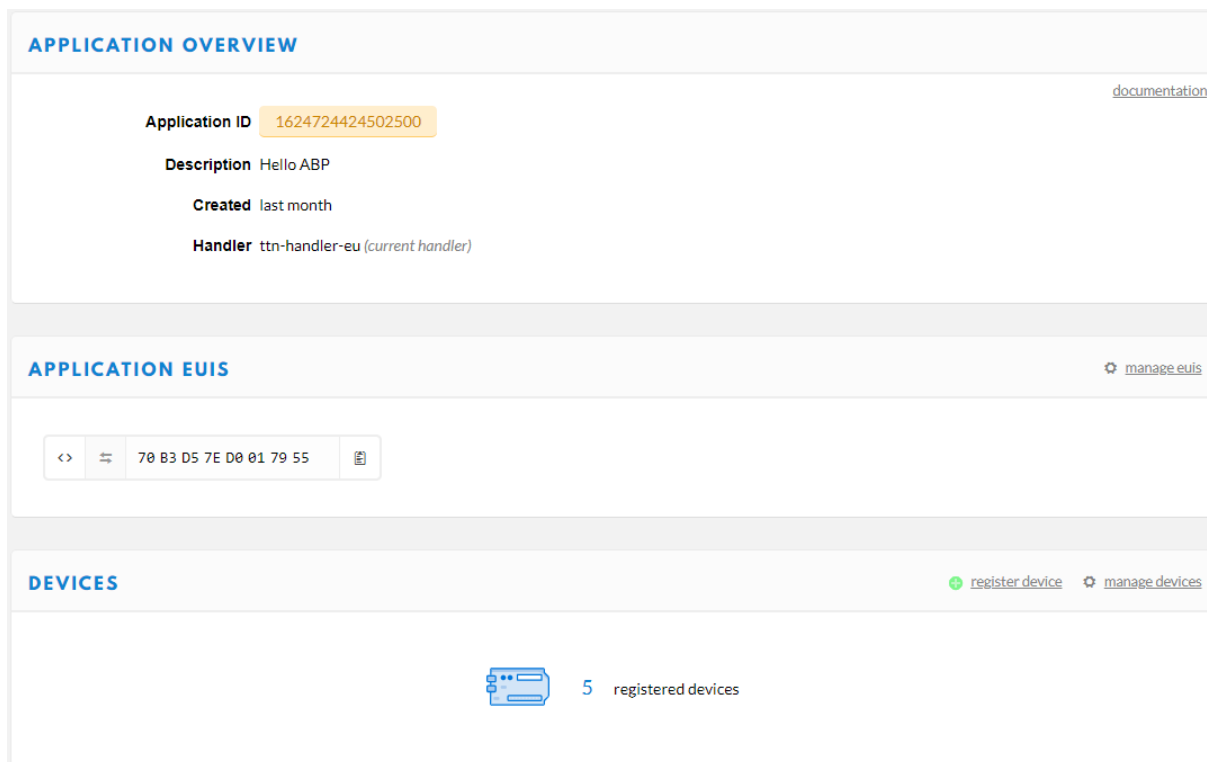 APPLICATION OVERVIEW
documentation
Application ID 1624724424502500
Description Hello ABP
Created last month
Handler ttn-handler-eu (current handler)
APPLICATION EUIS manage euis
<> 70 B3 D5 7E D0 01 79 55
DEVICES register device manage devices
5 registered devices